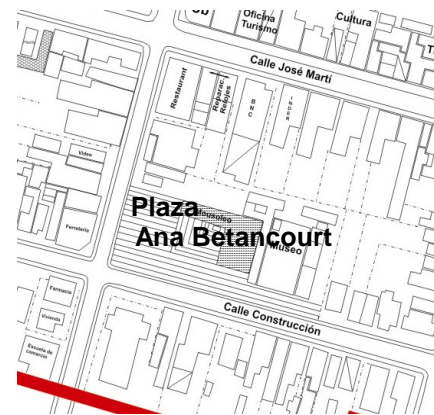 Oficina
Turismo
Cultura
Calle José Martí
Restaurant
Reparac.
Relojes
B N C
Video
Plaza
Mousoleo
Ana Betancourt
Museo
Ferretería
Calle Construcción
Farmacia
Vivienda
Escuela de
comercio